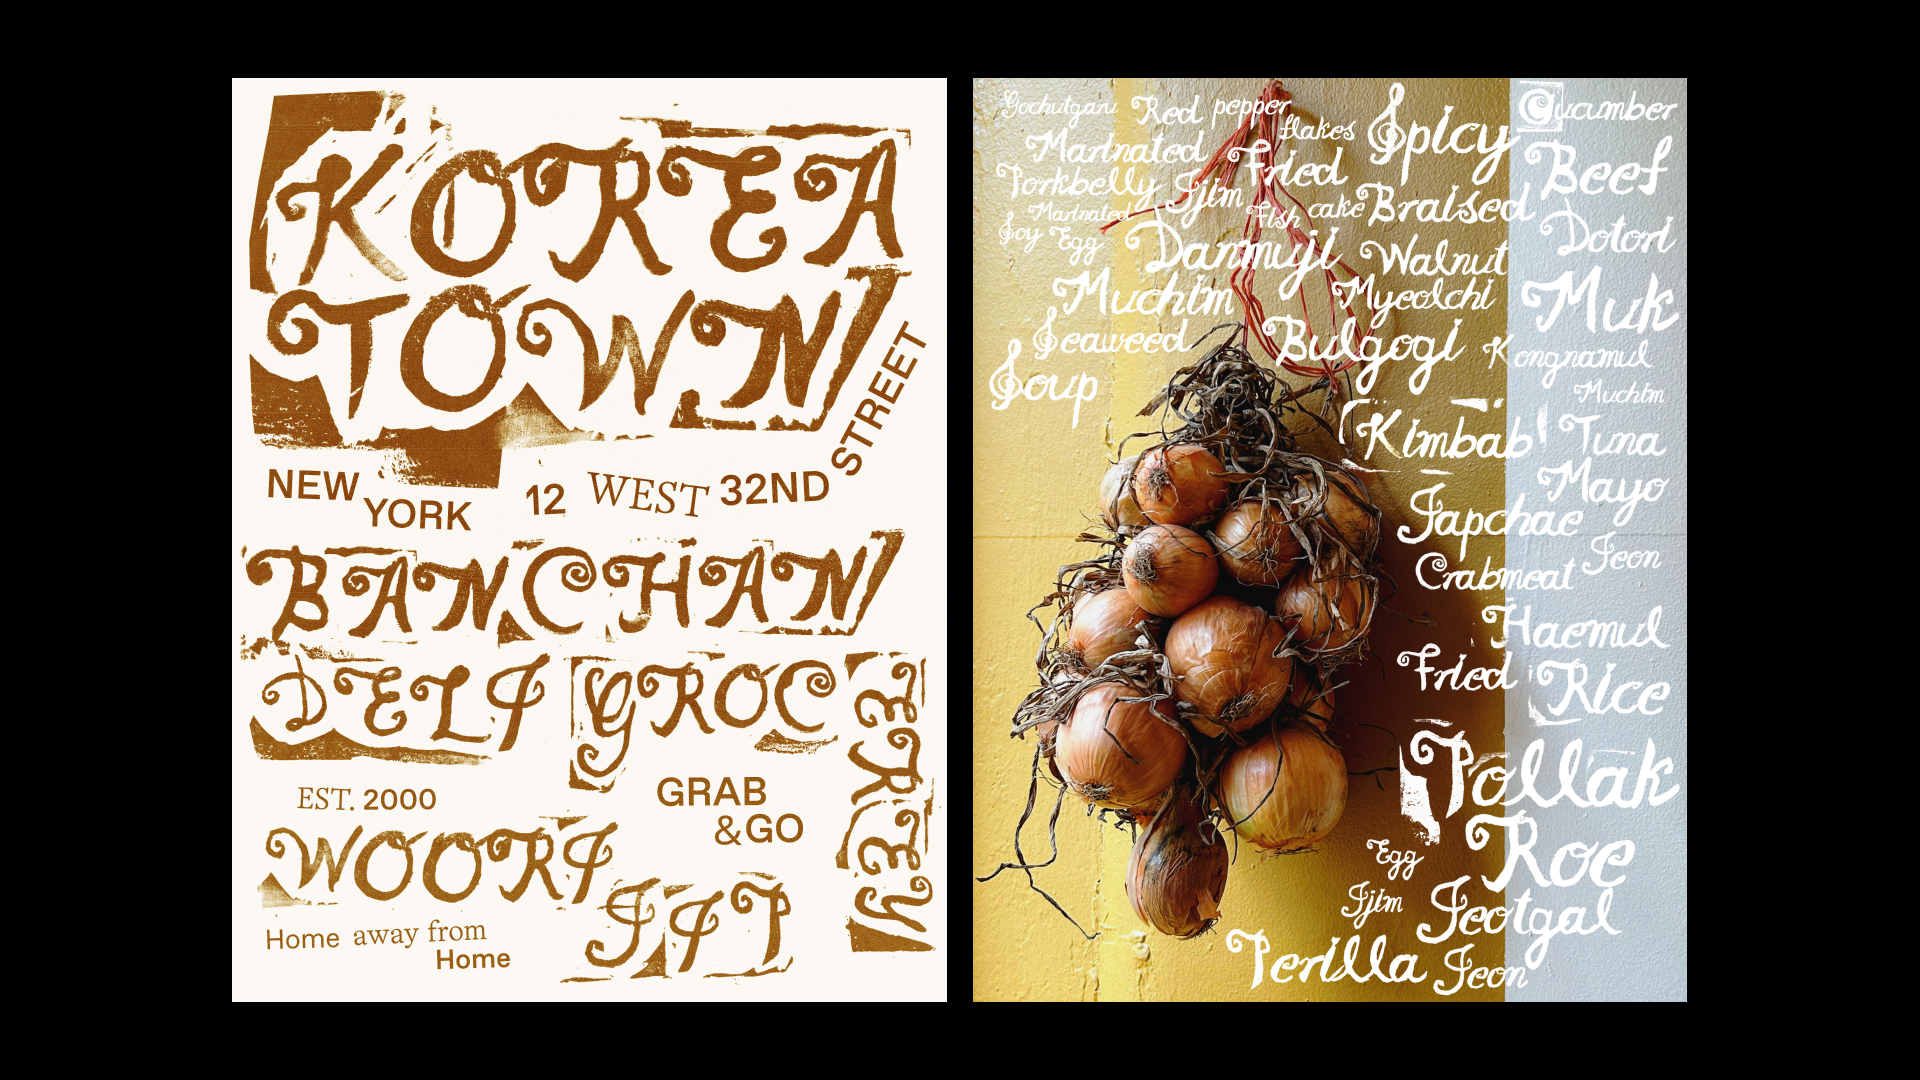 KOREA
TOWN
STREET
NEW YORK 12 WEST 32ND
BANCHAN
DELI GROC
EREY
EST. 2000
GRAB
&GO
WOORI
JIP
Home away from
Home
Gochutgaru Red pepper
flakes
Spicy
Cucumber
Marinated
Fried
Beef
Porkbelly Jjim
Marinated
Fish cake Braised
Soy Egg
Dotori
Danmuji Walnut
Muchim
Myeolchi
Muk
Seaweed
Bulgogi Kongnamul
Soup
Muchim
Kimbab Tuna
Mayo
Japchae
Crabmeat Jeon
Haemul
Fried Rice
Pollak
Roe
Egg
Jjim Jeotgal
Perilla Jeon